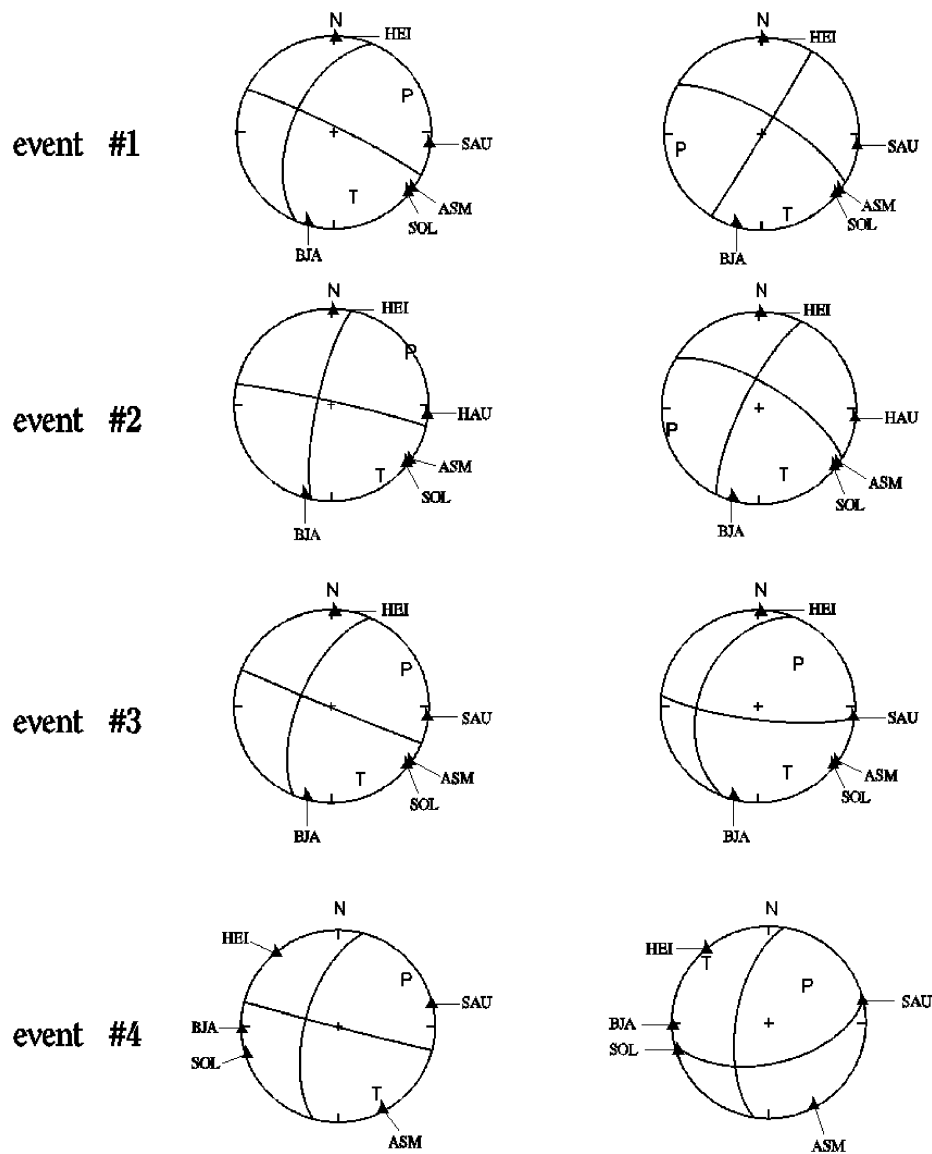 event #1
N
HEI
P
SAU
T
ASM
SOL
BJA
N
HEI
P
SAU
T
ASM
SOL
BJA
event #2
N
HEI
P
HAU
T
ASM
SOL
BJA
N
HEI
P
HAU
T
ASM
SOL
BJA
event #3
N
HEI
P
SAU
T
ASM
SOL
BJA
N
HEI
P
SAU
T
ASM
SOL
BJA
event #4
N
HEI
P
SAU
BJA
SOL
T
ASM
N
HEI
T
P
SAU
BJA
SOL
ASM